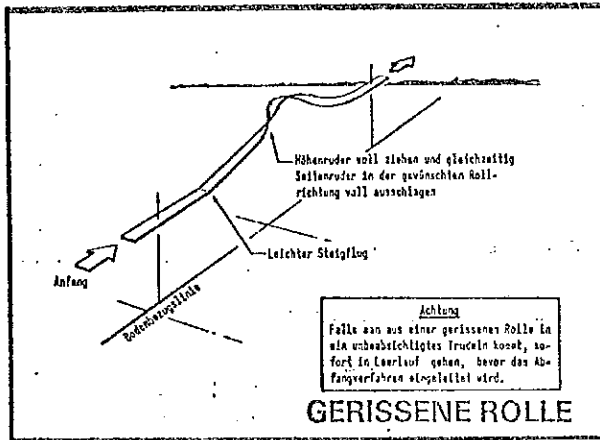 Höhenruder voll ziehen und gleichzeitig
Seitenruder in der gewünschten Roll-
richtung voll ausschlagen
Leichter Steigflug
Anfang
Bodenbezugslinie
Achtung
Falls man aus einer gerissenen Rolle in
ein unbeabsichtigtes Trudeln kommt, so-
fort in Leerlauf gehen, bevor das Ab-
fangverfahren eingeleitet wird.
GERISSENE ROLLE